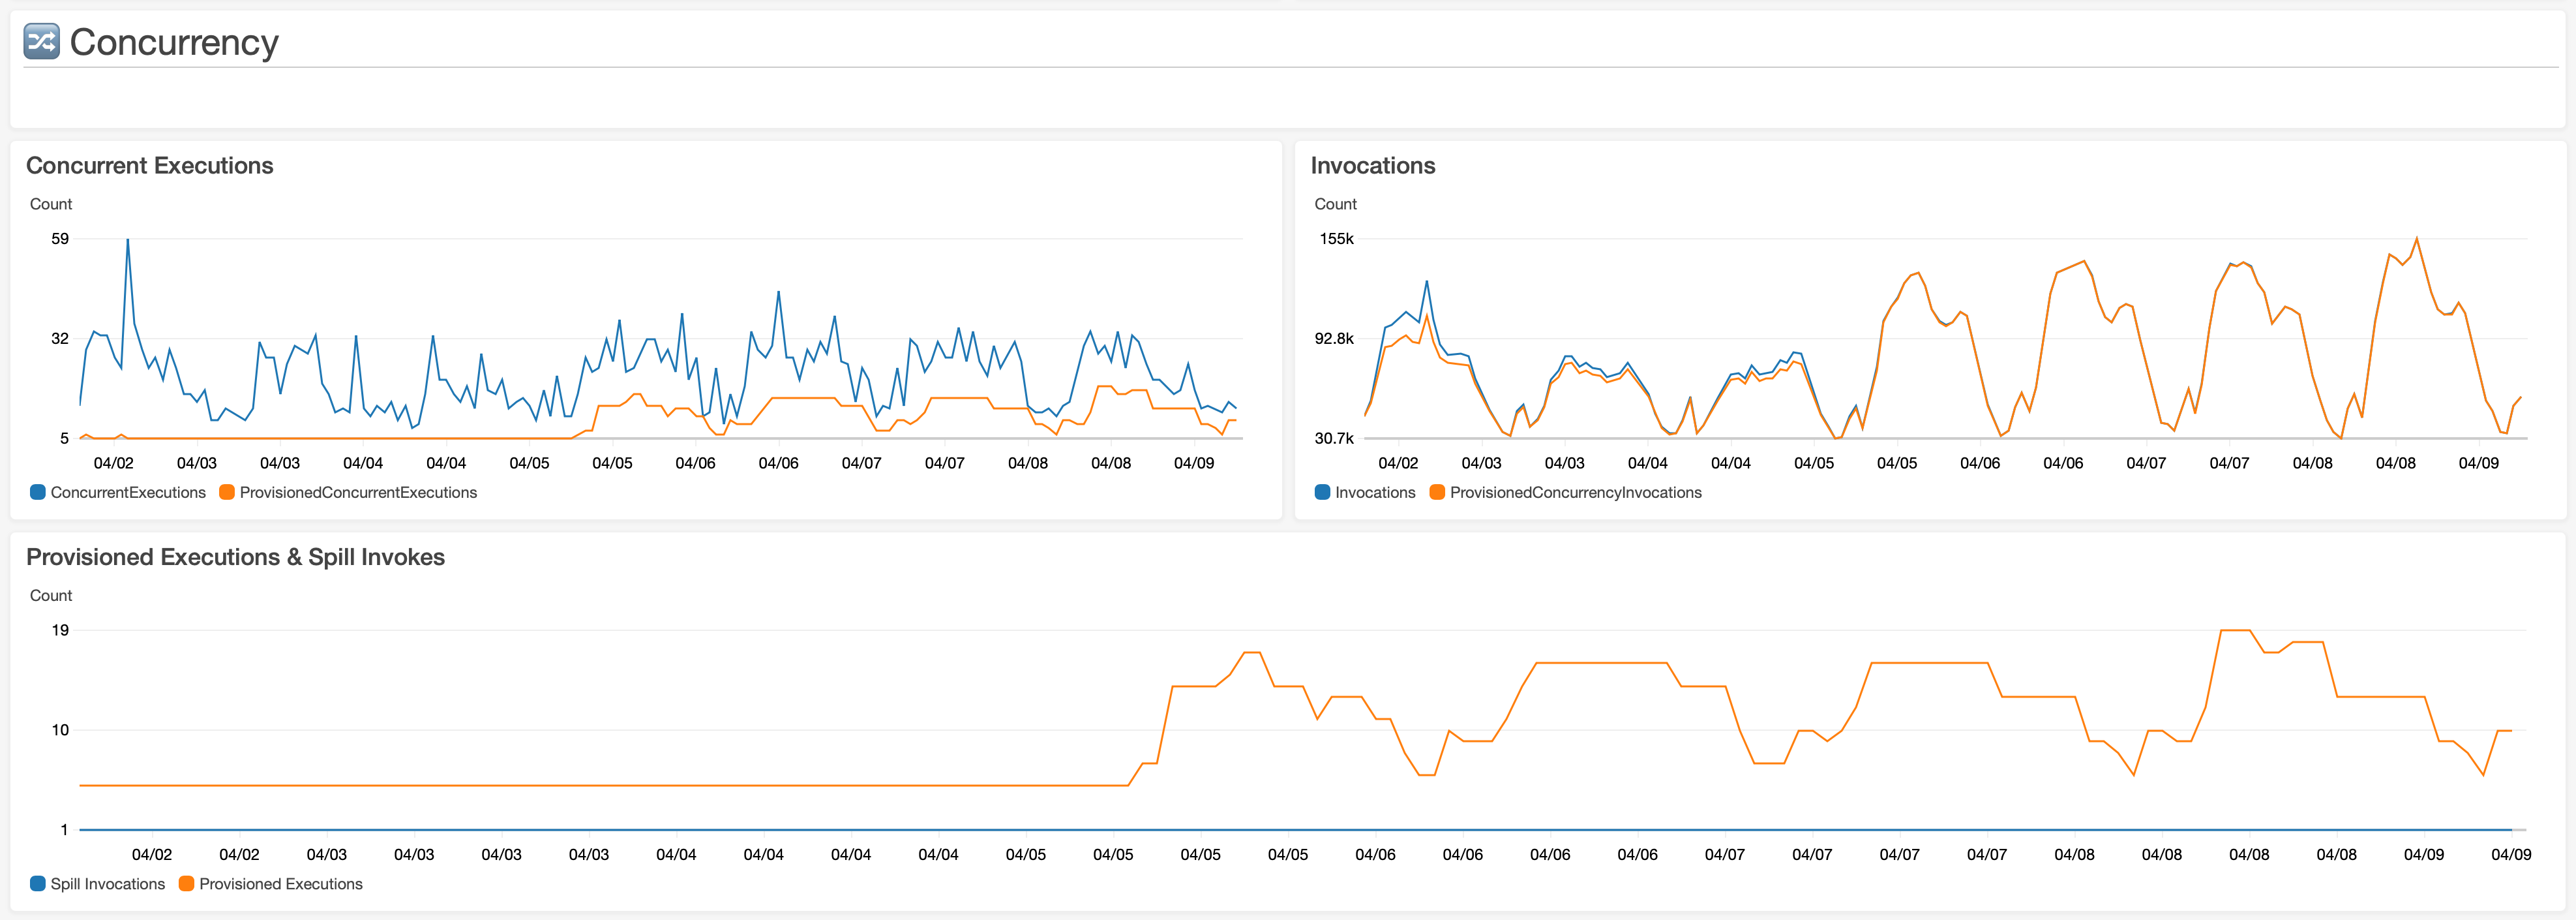 Concurrency
Concurrent Executions
Count
59
32
5
04/02 04/03 04/03 04/04 04/04 04/05 04/05 04/06 04/06 04/07 04/07 04/08 04/08 04/09
ConcurrentExecutions ProvisionedConcurrentExecutions
Invocations
Count
155k
92.8k
30.7k
04/02 04/03 04/03 04/04 04/04 04/05 04/05 04/06 04/06 04/07 04/07 04/08 04/08 04/09
Invocations ProvisionedConcurrencyInvocations
Provisioned Executions & Spill Invokes
Count
19
10
1
04/02 04/02 04/03 04/03 04/03 04/03 04/04 04/04 04/04 04/04 04/05 04/05 04/05 04/05 04/06 04/06 04/06 04/06 04/07 04/07 04/07 04/07 04/08 04/08 04/08 04/08 04/09 04/09
Spill Invocations Provisioned Executions